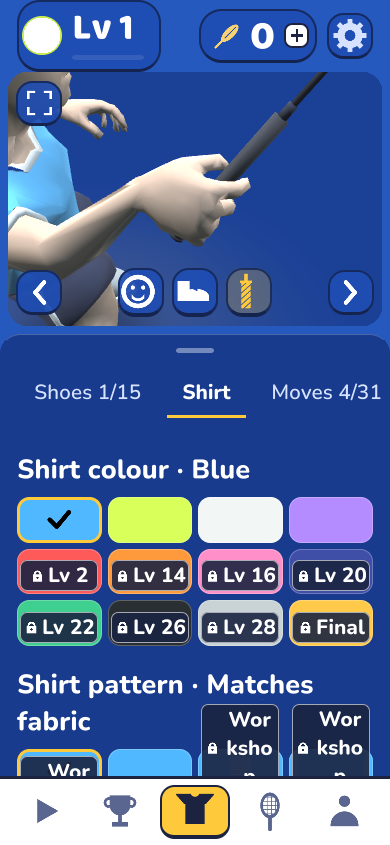 Lv 1
0
Shoes 1/15
Shirt
Moves 4/31
Shirt colour · Blue
Lv 2
Lv 14
Lv 16
Lv 20
Lv 22
Lv 26
Lv 28
Final
Shirt pattern · Matches
fabric
Wor
Wor
ksho
p
Wor
ksho
p